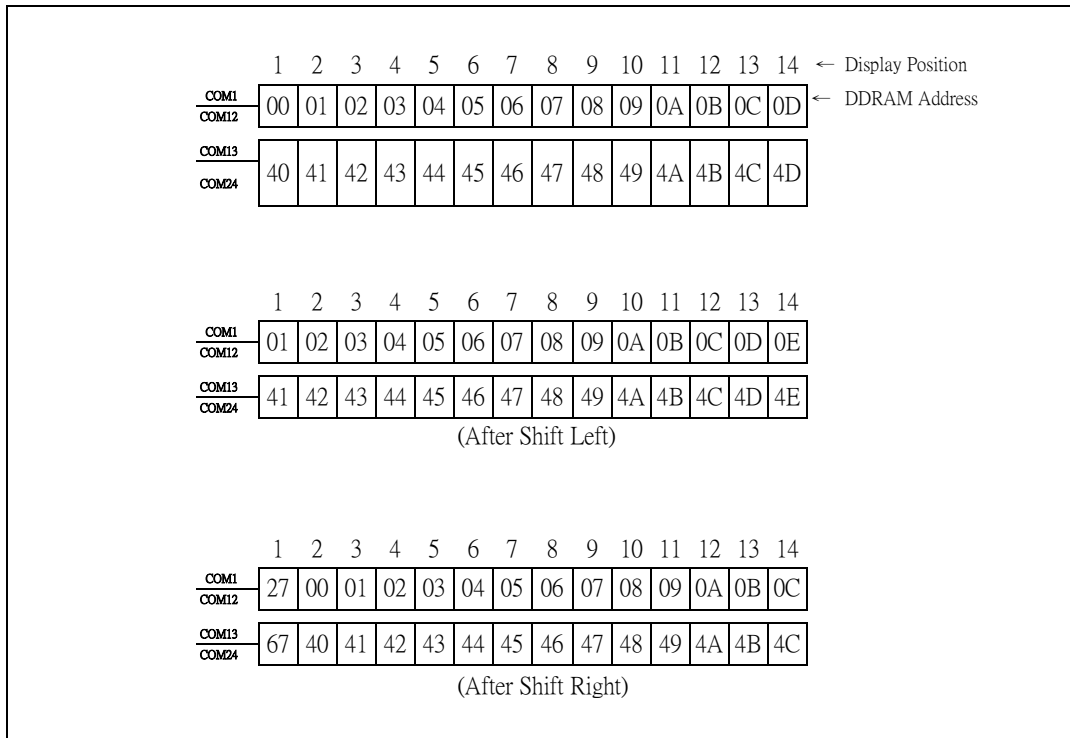 1 2 3 4 5 6 7 8 9 10 11 12 13 14 ← Display Position
COM1
COM12
00 01 02 03 04 05 06 07 08 09 0A 0B 0C 0D ← DDRAM Address
COM13
COM24
40 41 42 43 44 45 46 47 48 49 4A 4B 4C 4D
1 2 3 4 5 6 7 8 9 10 11 12 13 14
COM1
COM12
01 02 03 04 05 06 07 08 09 0A 0B 0C 0D 0E
COM13
COM24
41 42 43 44 45 46 47 48 49 4A 4B 4C 4D 4E
(After Shift Left)
1 2 3 4 5 6 7 8 9 10 11 12 13 14
COM1
COM12
27 00 01 02 03 04 05 06 07 08 09 0A 0B 0C
COM13
COM24
67 40 41 42 43 44 45 46 47 48 49 4A 4B 4C
(After Shift Right)